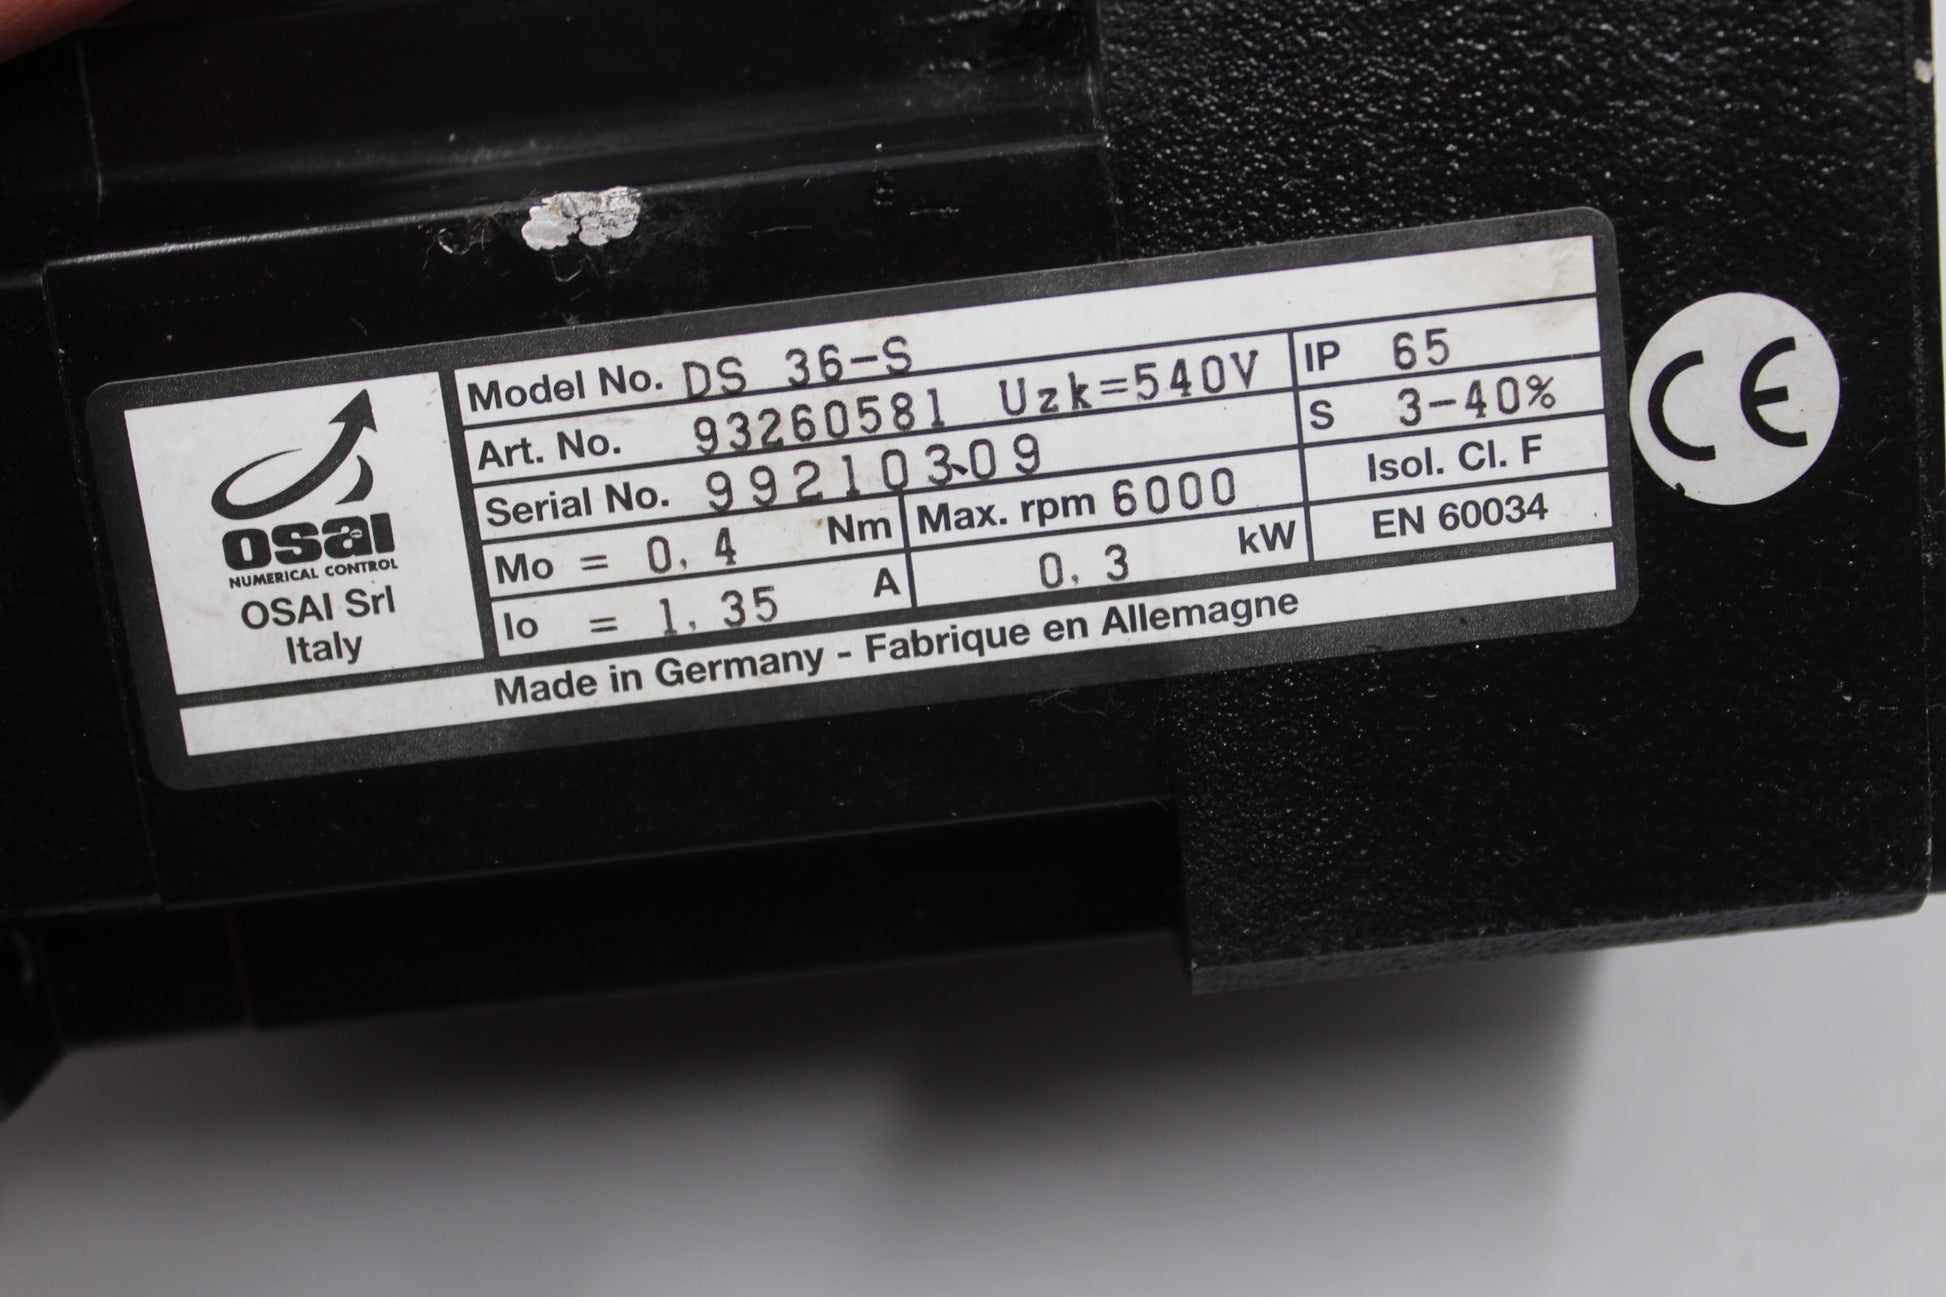 Model No. DS 36-S
Art. No. 93260581 Uzk=540V IP 65
Serial No. 99210309 S 3-40%
Mo = 0,4 Nm Max. rpm 6000 Isol. Cl. F
Io = 1,35 A 0,3 kW EN 60034
osai
NUMERICAL CONTROL
OSAI Srl
Italy
Made in Germany - Fabrique en Allemagne
CE